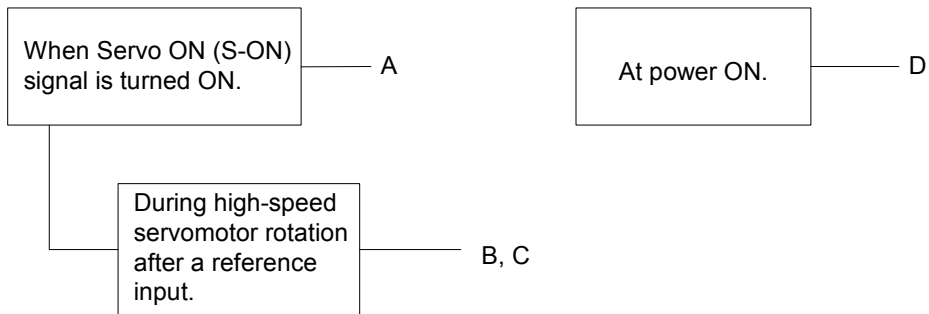 When Servo ON (S-ON)
signal is turned ON.
A
At power ON.
D
During high-speed
servomotor rotation
after a reference
input.
B, C